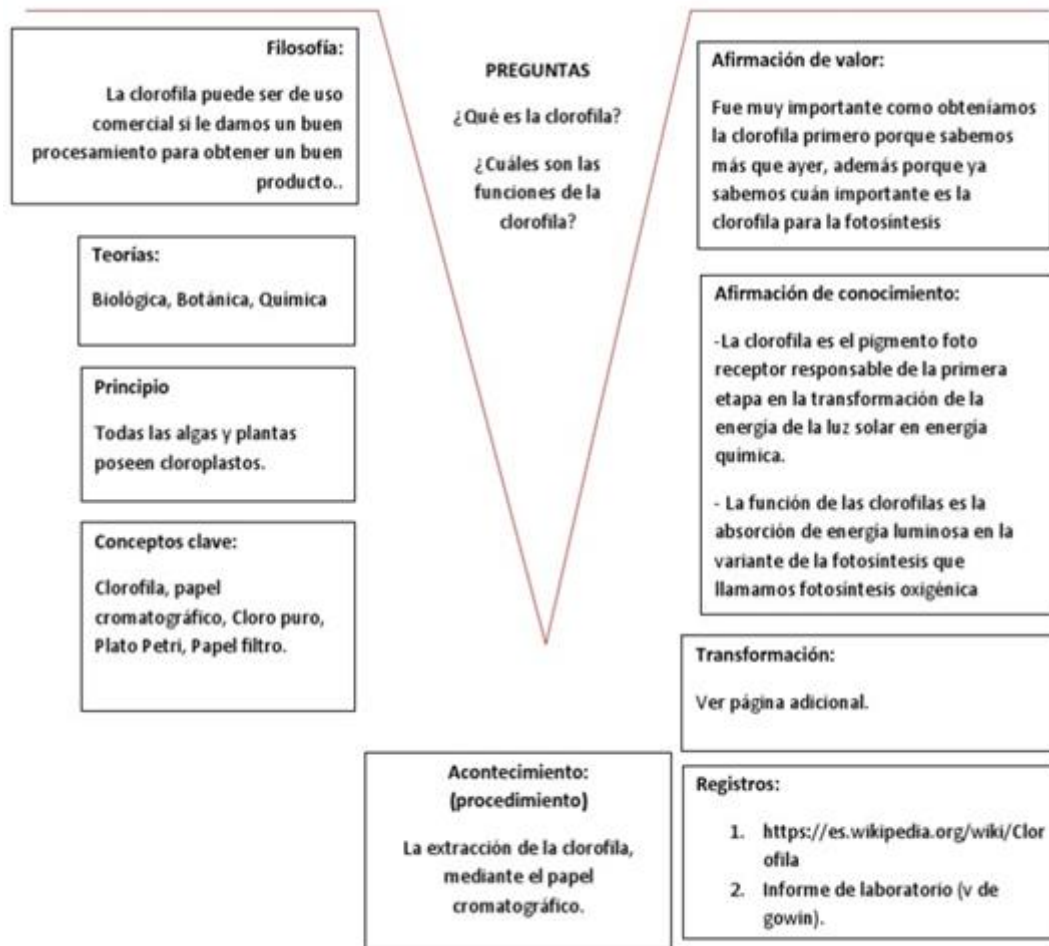 Filosofía:
La clorofila puede ser de uso
comercial si le damos un buen
procesamiento para obtener un buen
producto..
Teorías:
Biológica, Botánica, Química
Principio
Todas las algas y plantas
poseen cloroplastos.
Conceptos clave:
Clorofila, papel
cromatográfico, Cloro puro,
Plato Petri, Papel filtro.
PREGUNTAS
¿Qué es la clorofila?
¿Cuáles son las
funciones de la
clorofila?
Acontecimiento:
(procedimiento)
La extracción de la clorofila,
mediante el papel
cromatográfico.
Afirmación de valor:
Fue muy importante como obteníamos
la clorofila primero porque sabemos
más que ayer, además porque ya
sabemos cuán importante es la
clorofila para la fotosíntesis
Afirmación de conocimiento:
-La clorofila es el pigmento foto
receptor responsable de la primera
etapa en la transformación de la
energía de la luz solar en energía
química.
- La función de las clorofilas es la
absorción de energía luminosa en la
variante de la fotosíntesis que
llamamos fotosíntesis oxigénica
Transformación:
Ver página adicional.
Registros:
1. https://es.wikipedia.org/wiki/Clor
ofila
2. Informe de laboratorio (v de
gowin).